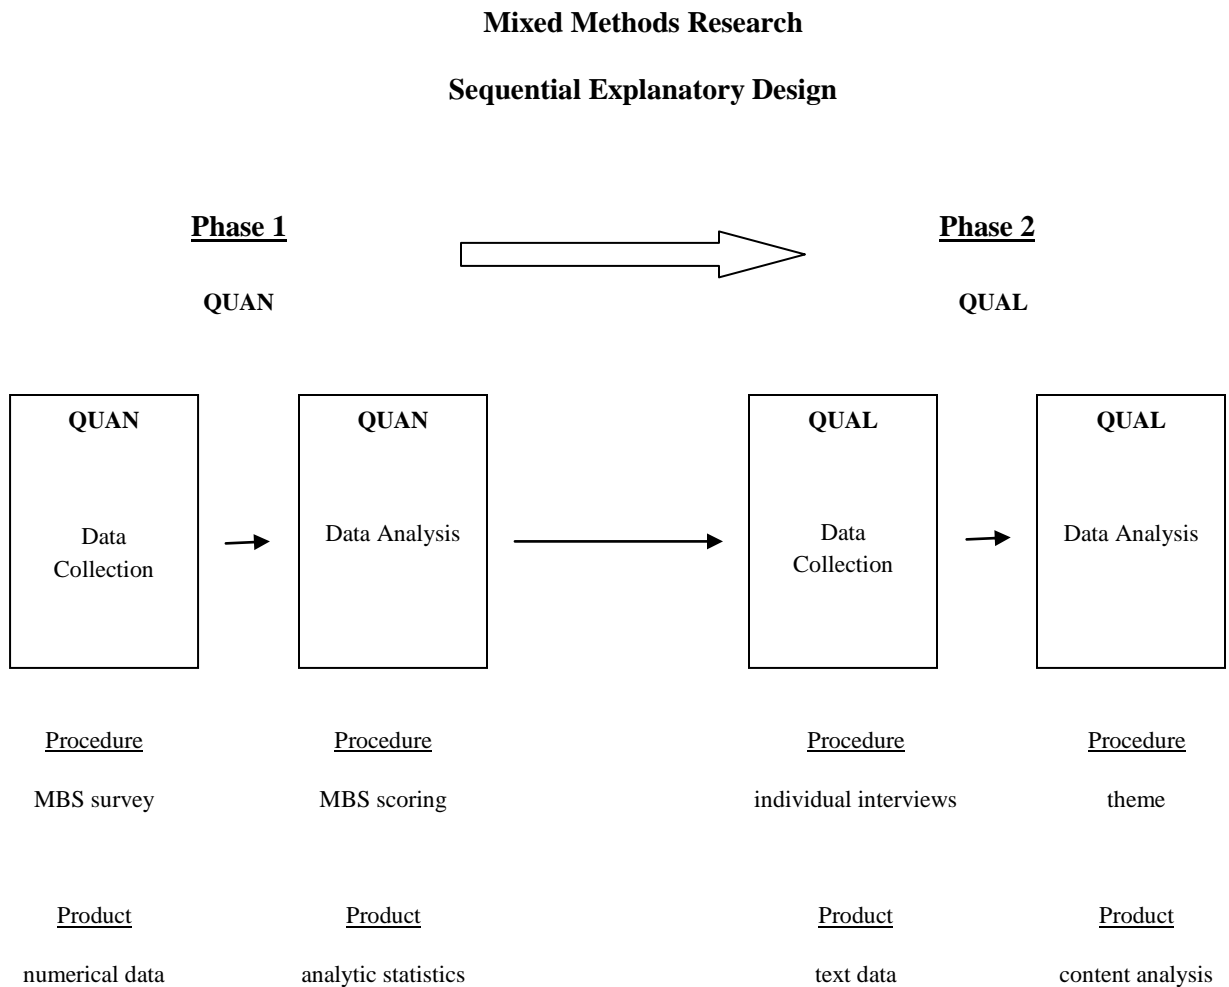 Mixed Methods Research
Sequential Explanatory Design
Phase 1
Phase 2
QUAN
QUAL
QUAN
Data
Collection
QUAN
Data Analysis
QUAL
Data
Collection
QUAL
Data Analysis
Procedure
Procedure
Procedure
Procedure
MBS survey
MBS scoring
individual interviews
theme
Product
Product
Product
Product
numerical data
analytic statistics
text data
content analysis